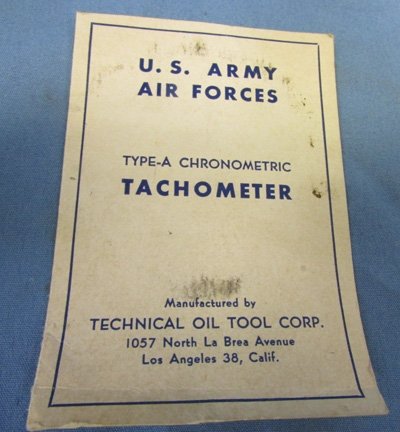 U.S. ARMY
AIR FORCES
TYPE-A CHRONOMETRIC
TACHOMETER
Manufactured by
TECHNICAL OIL TOOL CORP.
1057 North La Brea Avenue
Los Angeles 38, Calif.